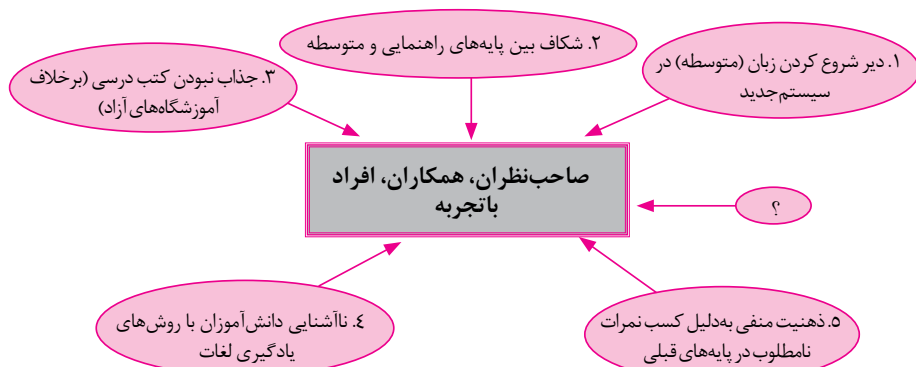 ۱. دیر شروع کردن زبان (متوسطه) در
سیستم جدید
۲. شکاف بین پایه‌های راهنمایی و متوسطه
۳. جذاب نبودن کتب درسی (برخلاف
آموزشگاه‌های آزاد)
صاحب‌نظران، همکاران، افراد
باتجربه
؟
٤. ناآشنایی دانش‌آموزان با روش‌های
یادگیری لغات
٥. ذهنیت منفی به‌دلیل کسب نمرات
نامطلوب در پایه‌های قبلی